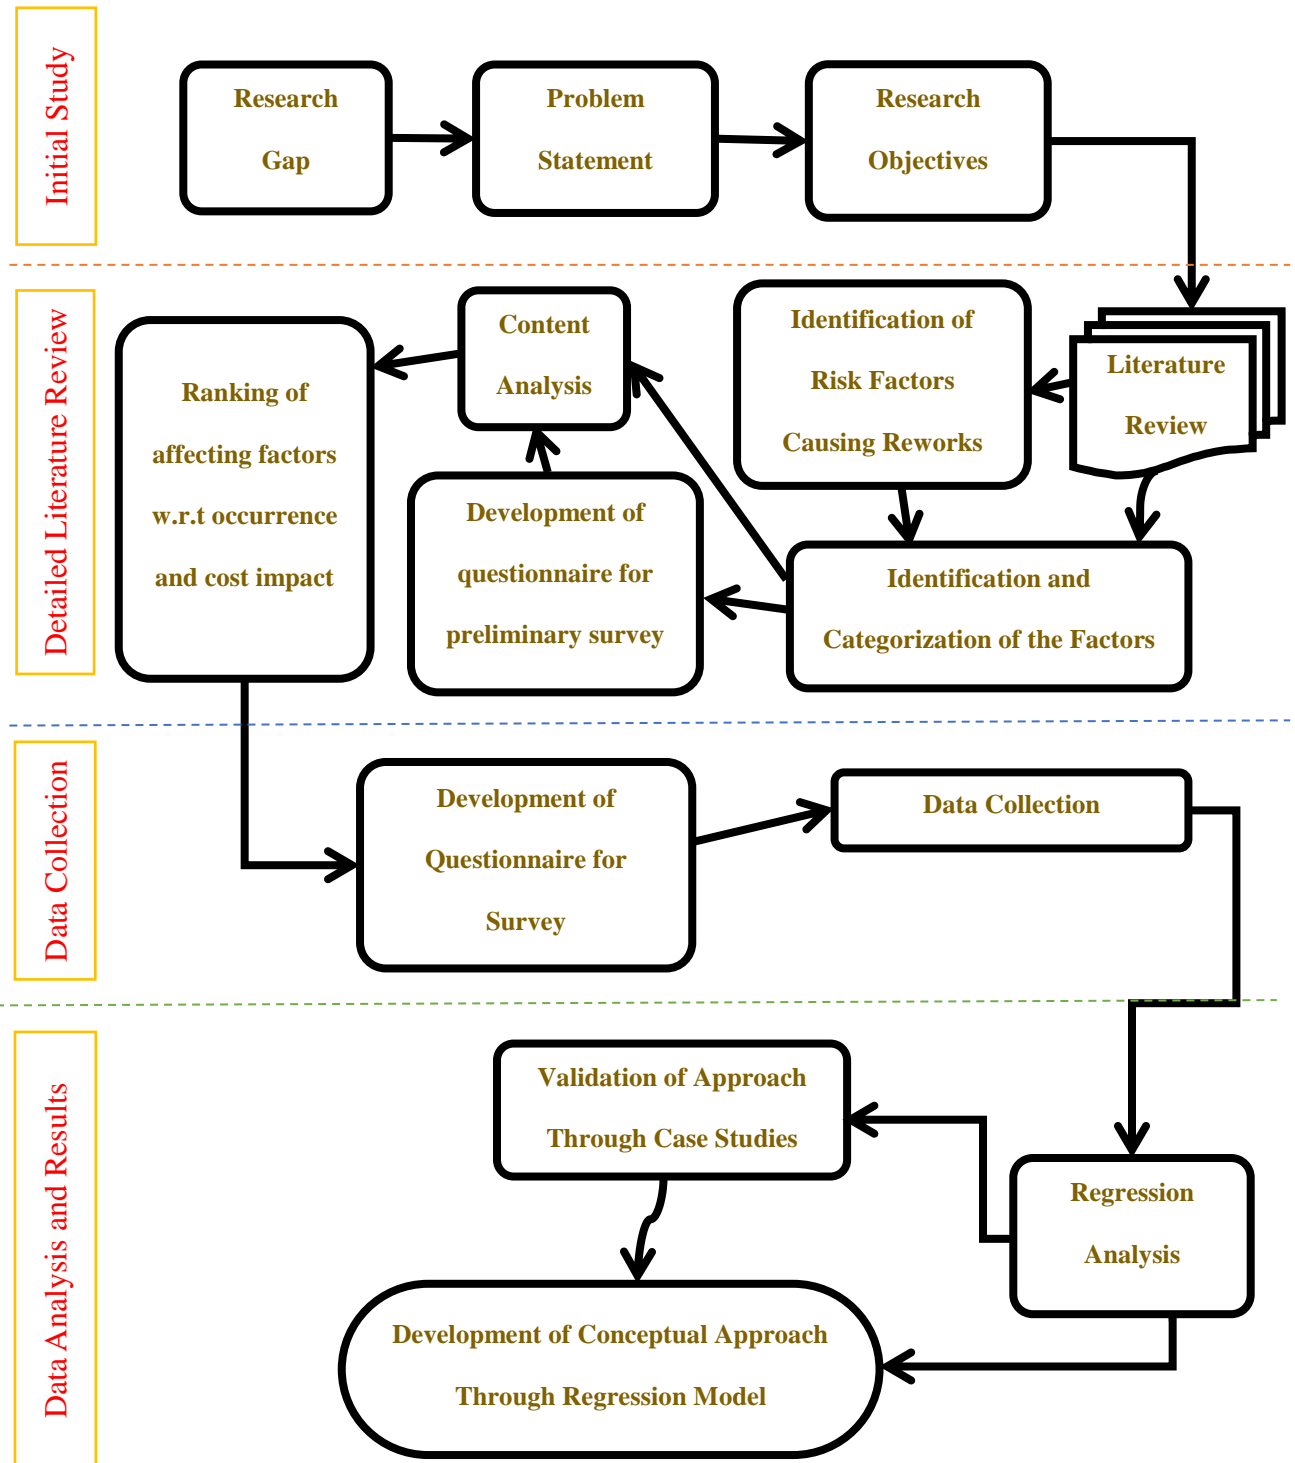 Initial Study
Research
Gap
Problem
Statement
Research
Objectives
Detailed Literature Review
Ranking of
affecting factors
w.r.t occurrence
and cost impact
Content
Analysis
Identification of
Risk Factors
Causing Reworks
Literature
Review
Development of
questionnaire for
preliminary survey
Identification and
Categorization of the Factors
Data Collection
Development of
Questionnaire for
Survey
Data Collection
Data Analysis and Results
Validation of Approach
Through Case Studies
Regression
Analysis
Development of Conceptual Approach
Through Regression Model